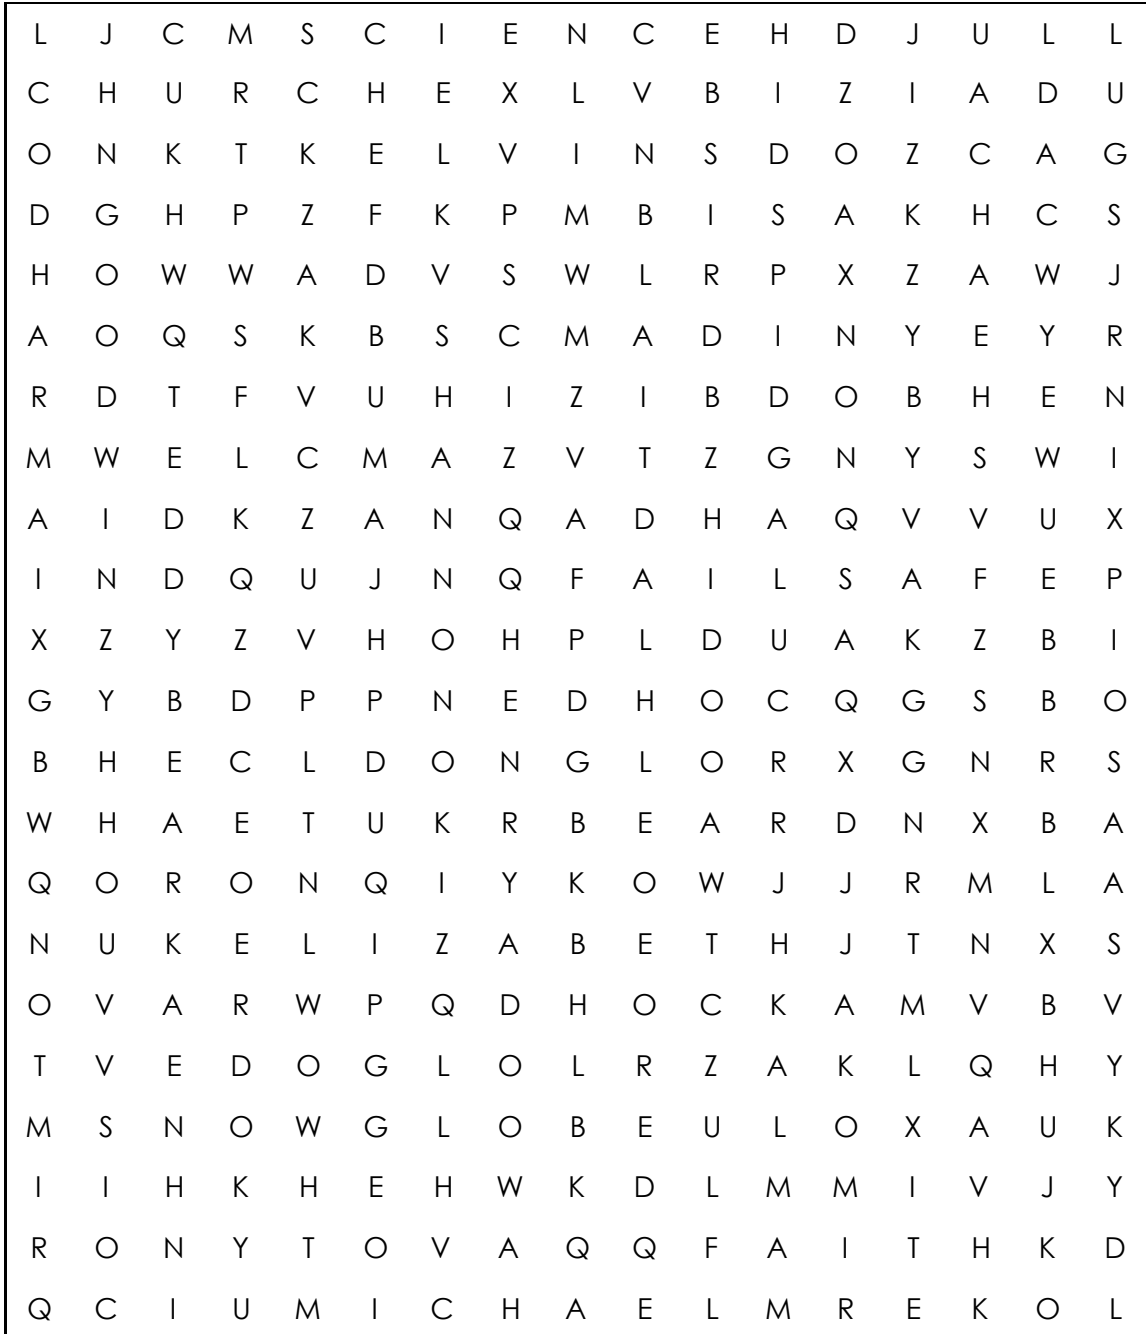 L J C M S C I E N C E H D J U L L
C H U R C H E X L V B I Z I A D U
O N K T K E L V I N S D O Z C A G
D G H P Z F K P M B I S A K H C S
H O W W A D V S W L R P X Z A W J
A O Q S K B S C M A D I N Y E Y R
R D T F V U H I Z I B D O B H E N
M W E L C M A Z V T Z G N Y S W I
A I D K Z A N Q A D H A Q V V U X
I N D Q U J N Q F A I L S A F E P
X Z Y Z V H O H P L D U A K Z B I
G Y B D P P N E D H O C Q G S B O
B H E C L D O N G L O R X G N R S
W H A E T U K R B E A R D N X B A
Q O R O N Q I Y K O W J J R M L A
N U K E L I Z A B E T H J T N X S
O V A R W P Q D H O C K A M V B V
T V E D O G L O L R Z A K L Q H Y
M S N O W G L O B E U L O X A U K
I I H K H E H W K D L M M I V J Y
R O N Y T O V A Q Q F A I T H K D
Q C I U M I C H A E L M R E K O L